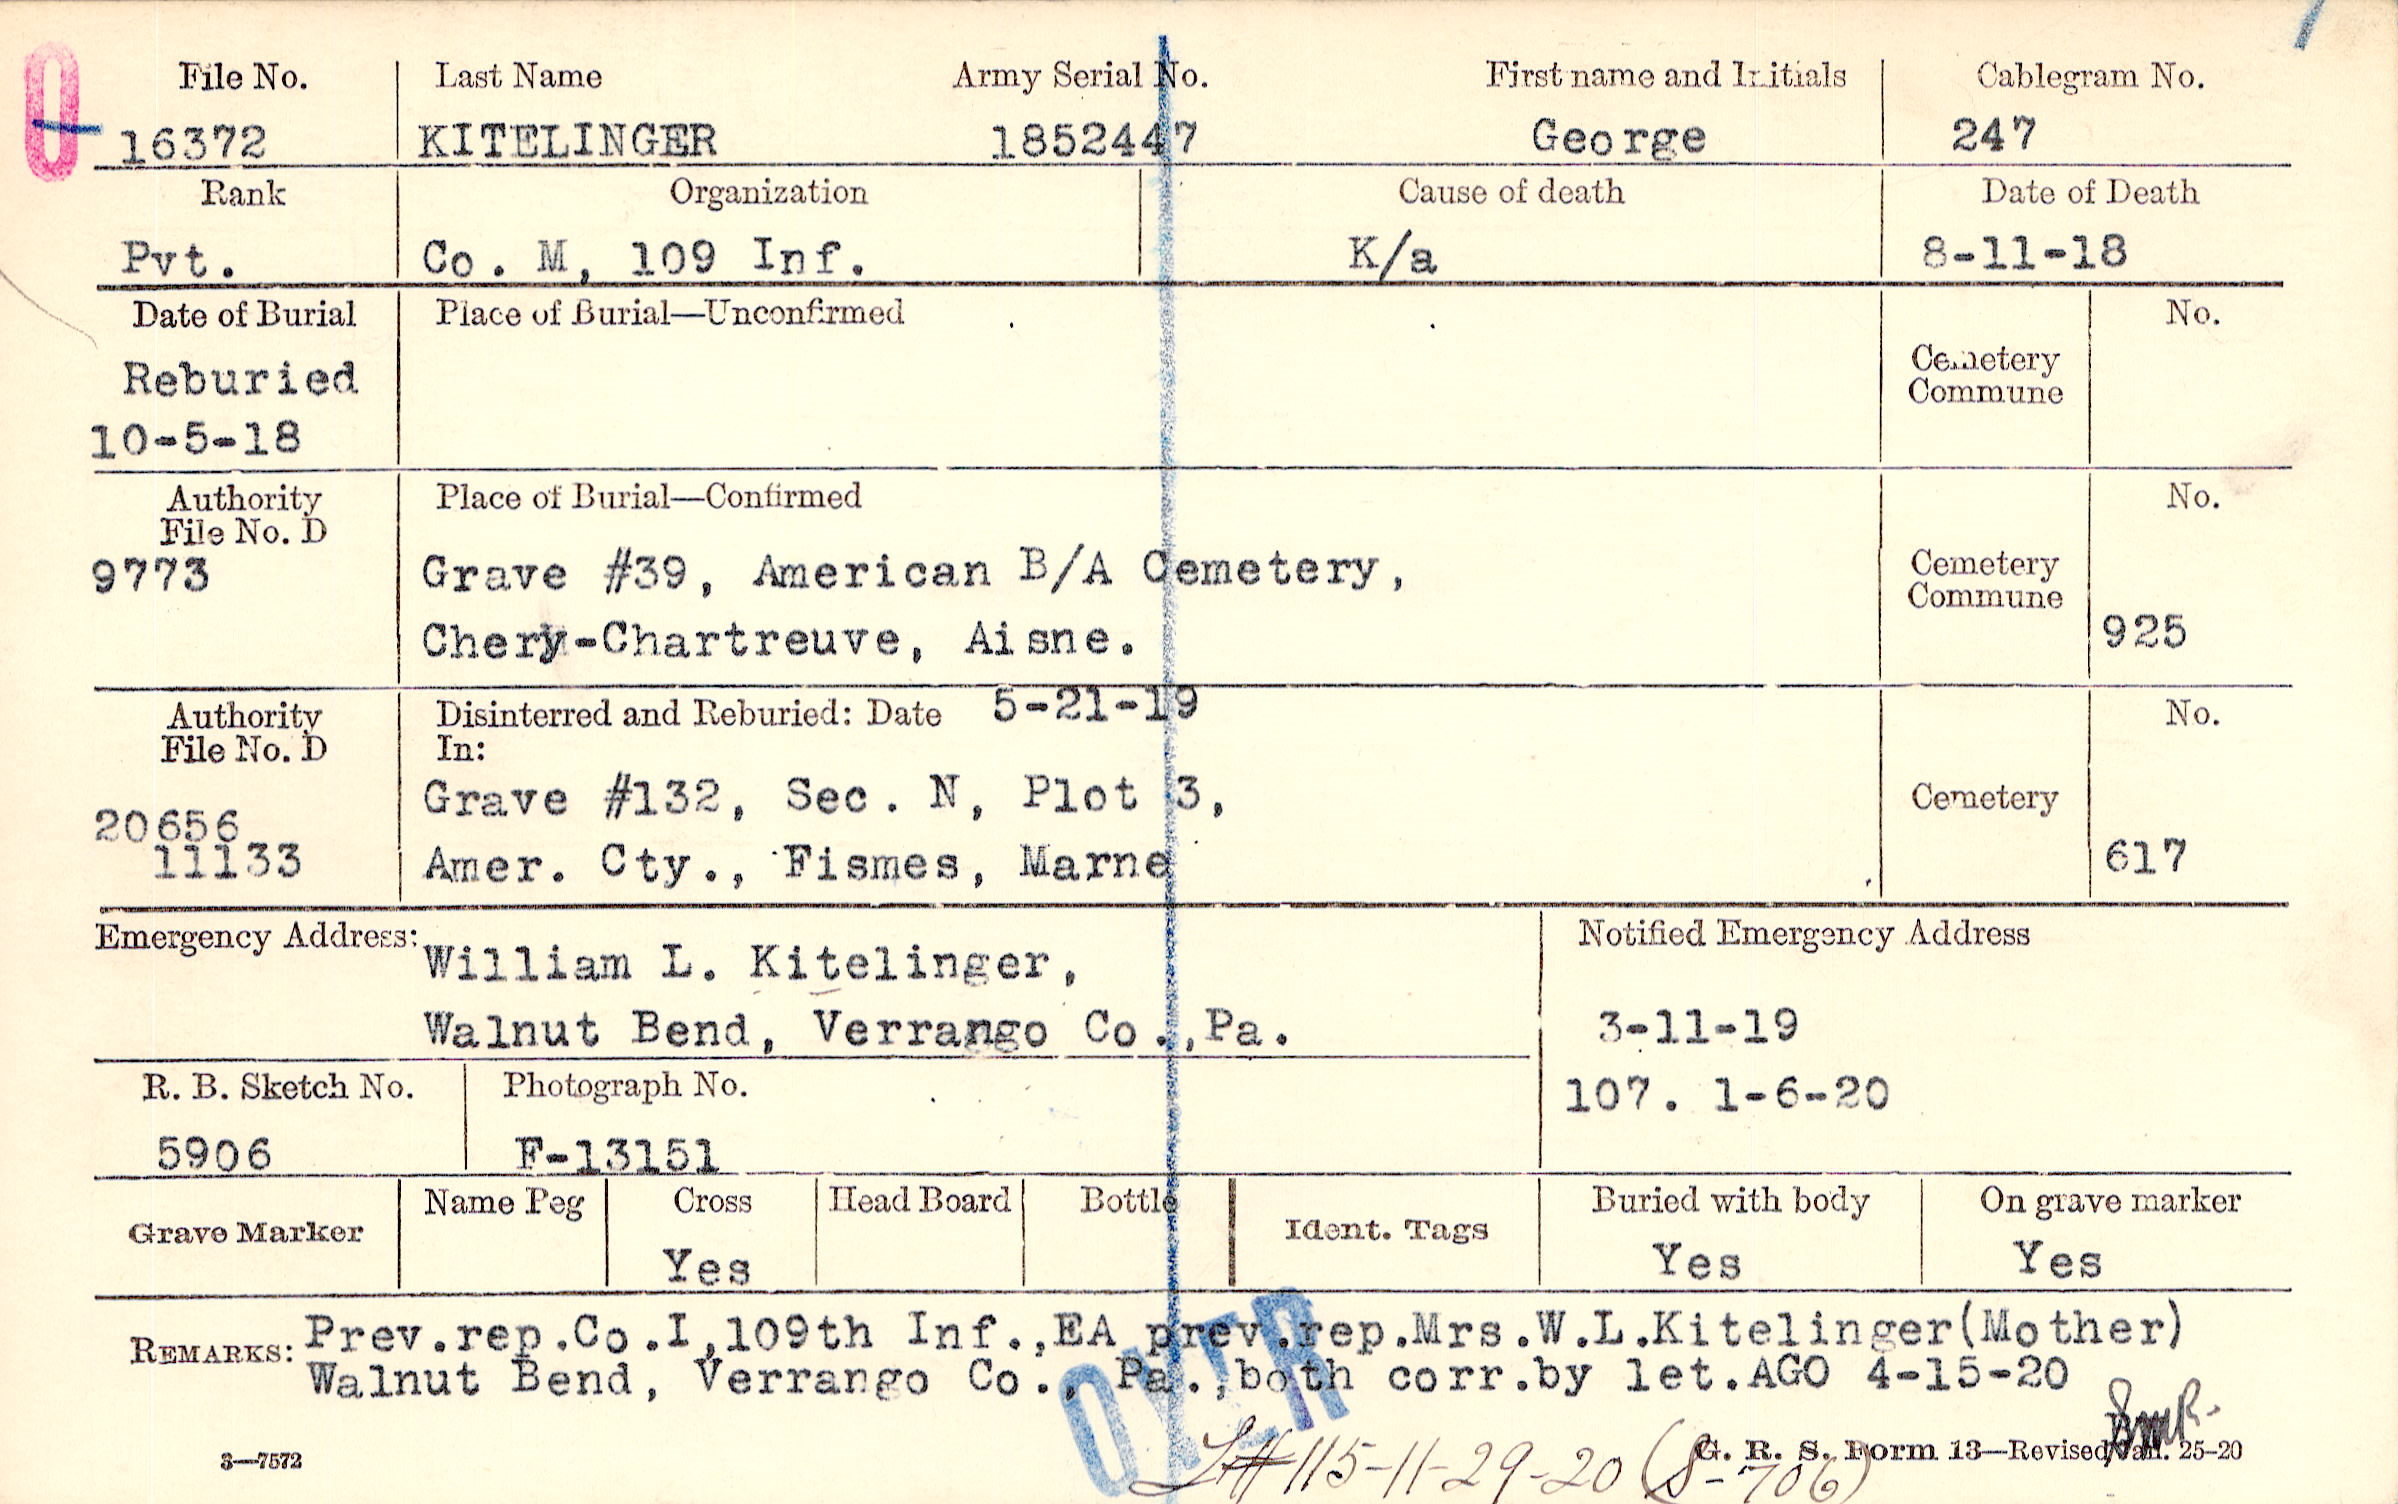 File No. Last Name Army Serial No. First name and Initials Cablegram No.
16372 KITELINGER 1852447 George 247
Rank Organization Cause of death Date of Death
Pvt. Co. M, 109 Inf. K/a 8-11-18
Date of Burial Place of Burial—Unconfirmed No.
Reburied
10-5-18
Cemetery
Commune
Authority
File No. D
9773
Place of Burial—Confirmed No.
Grave #39, American B/A Cemetery,
Chery-Chartreuve, Aisne.
Cemetery
Commune
925
Authority
File No. D
20656
11133
Disinterred and Reburied: Date 5-21-19 No.
In:
Grave #132, Sec. N, Plot 3,
Amer. Cty., Fismes, Marne
Cemetery
617
Emergency Address:
William L. Kitelinger,
Walnut Bend, Verrango Co.,Pa.
Notified Emergency Address
3-11-19
107. 1-6-20
R. B. Sketch No. Photograph No.
5906 F-13151
Grave Marker Name Peg Cross Head Board Bottle Ident. Tags Buried with body On grave marker
Yes Yes Yes
REMARKS: Prev.rep.Co.I,109th Inf.,EA prev.rep.Mrs.W.L.Kitelinger(Mother)
Walnut Bend, Verrango Co., Pa.,both corr.by let.AGO 4-15-20
OVER
115-11-29-20 (S-706)
3—7572
G. R. S. Form 13—Revised Jan. 25-20